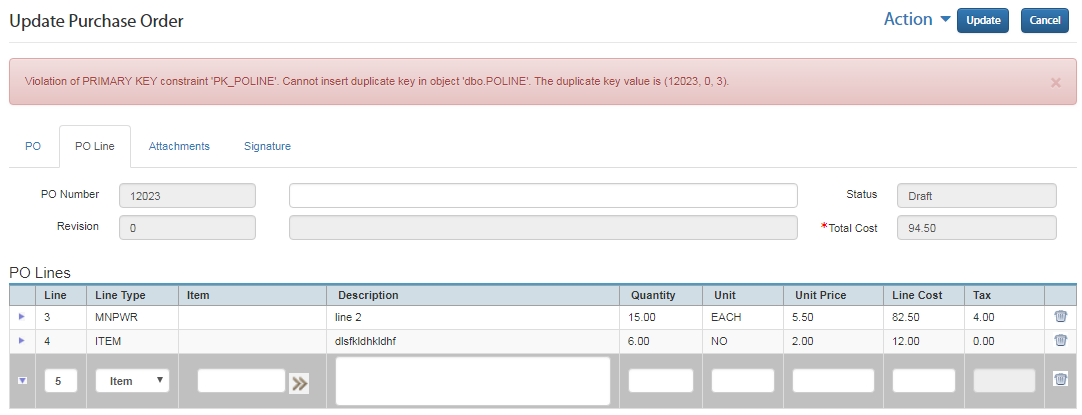 Update Purchase Order
Action Update Cancel
Violation of PRIMARY KEY constraint 'PK_POLINE'. Cannot insert duplicate key in object 'dbo.POLINE'. The duplicate key value is (12023, 0, 3). ×
PO PO Line Attachments Signature
PO Number 12023 Status Draft
Revision 0 *Total Cost 94.50
PO Lines
Line Line Type Item Description Quantity Unit Unit Price Line Cost Tax
3 MNPWR line 2 15.00 EACH 5.50 82.50 4.00
4 ITEM dlsfkldhkldhf 6.00 NO 2.00 12.00 0.00
5 Item